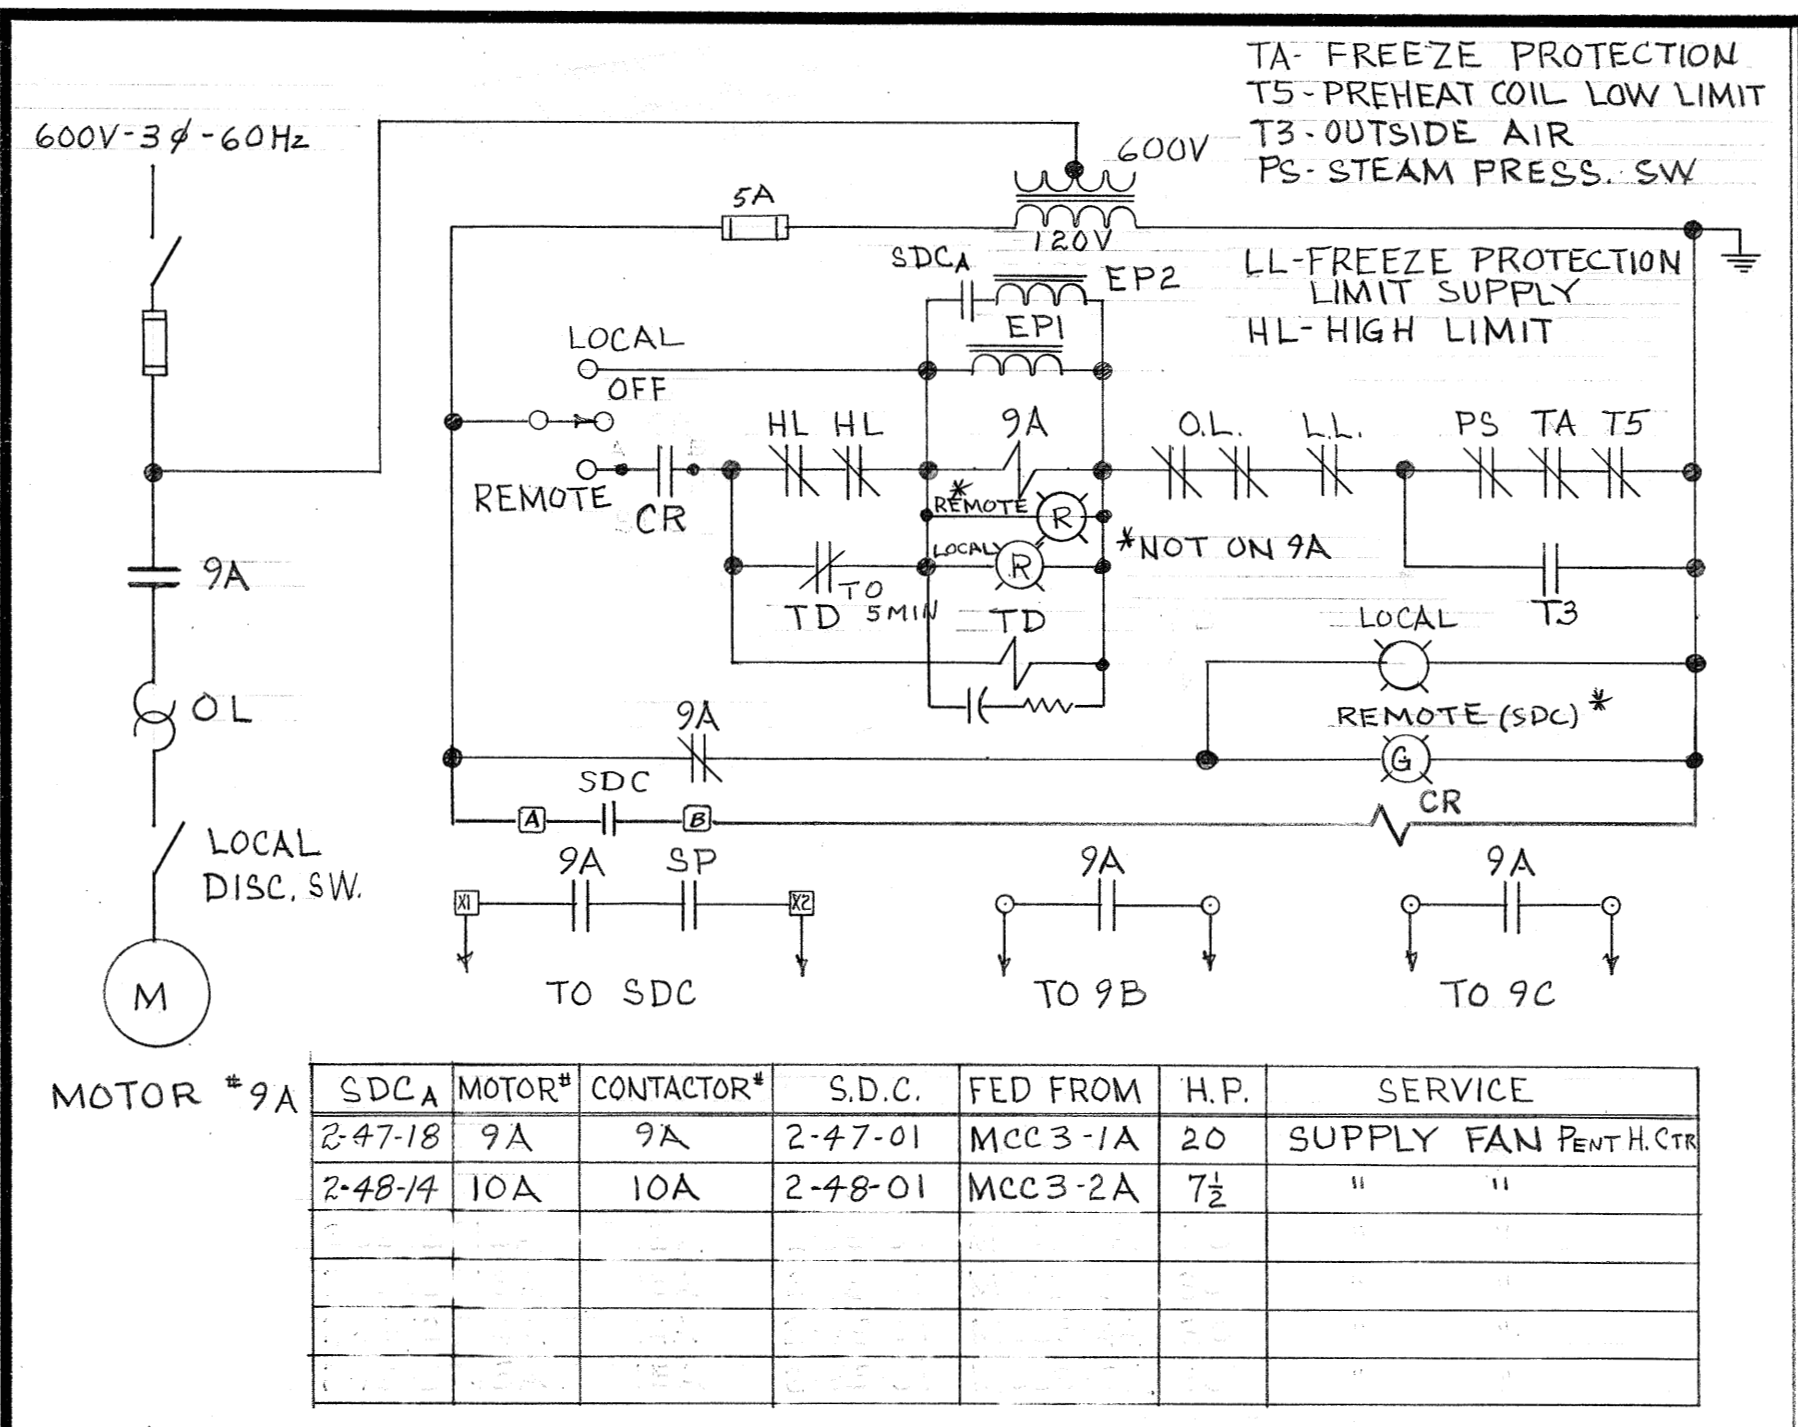 TA- FREEZE PROTECTION
T5 - PREHEAT COIL LOW LIMIT
T3 - OUTSIDE AIR
PS - STEAM PRESS. SW
600V-3ϕ-60Hz
600V
5A
120V
SDCA
EP2
LL-FREEZE PROTECTION
LIMIT SUPPLY
HL-HIGH LIMIT
EP1
LOCAL
OFF
HL HL
9A
O.L.
L.L.
PS TA T5
REMOTE
CR
*
REMOTE
R
LOCAL
R
*NOT ON 9A
TO
TD 5MIN
TD
T3
9A
LOCAL
OL
9A
REMOTE (SDC) *
G
SDC
CR
A
B
LOCAL
DISC. SW.
9A SP
9A
9A
X1
X2
M
TO SDC
TO 9B
TO 9C
MOTOR #9A
SDCA MOTOR# CONTACTOR# S.D.C. FED FROM H.P. SERVICE
2-47-18 9A 9A 2-47-01 MCC3-1A 20 SUPPLY FAN PENT H. CTR
2-48-14 10A 10A 2-48-01 MCC3-2A 7½ " "